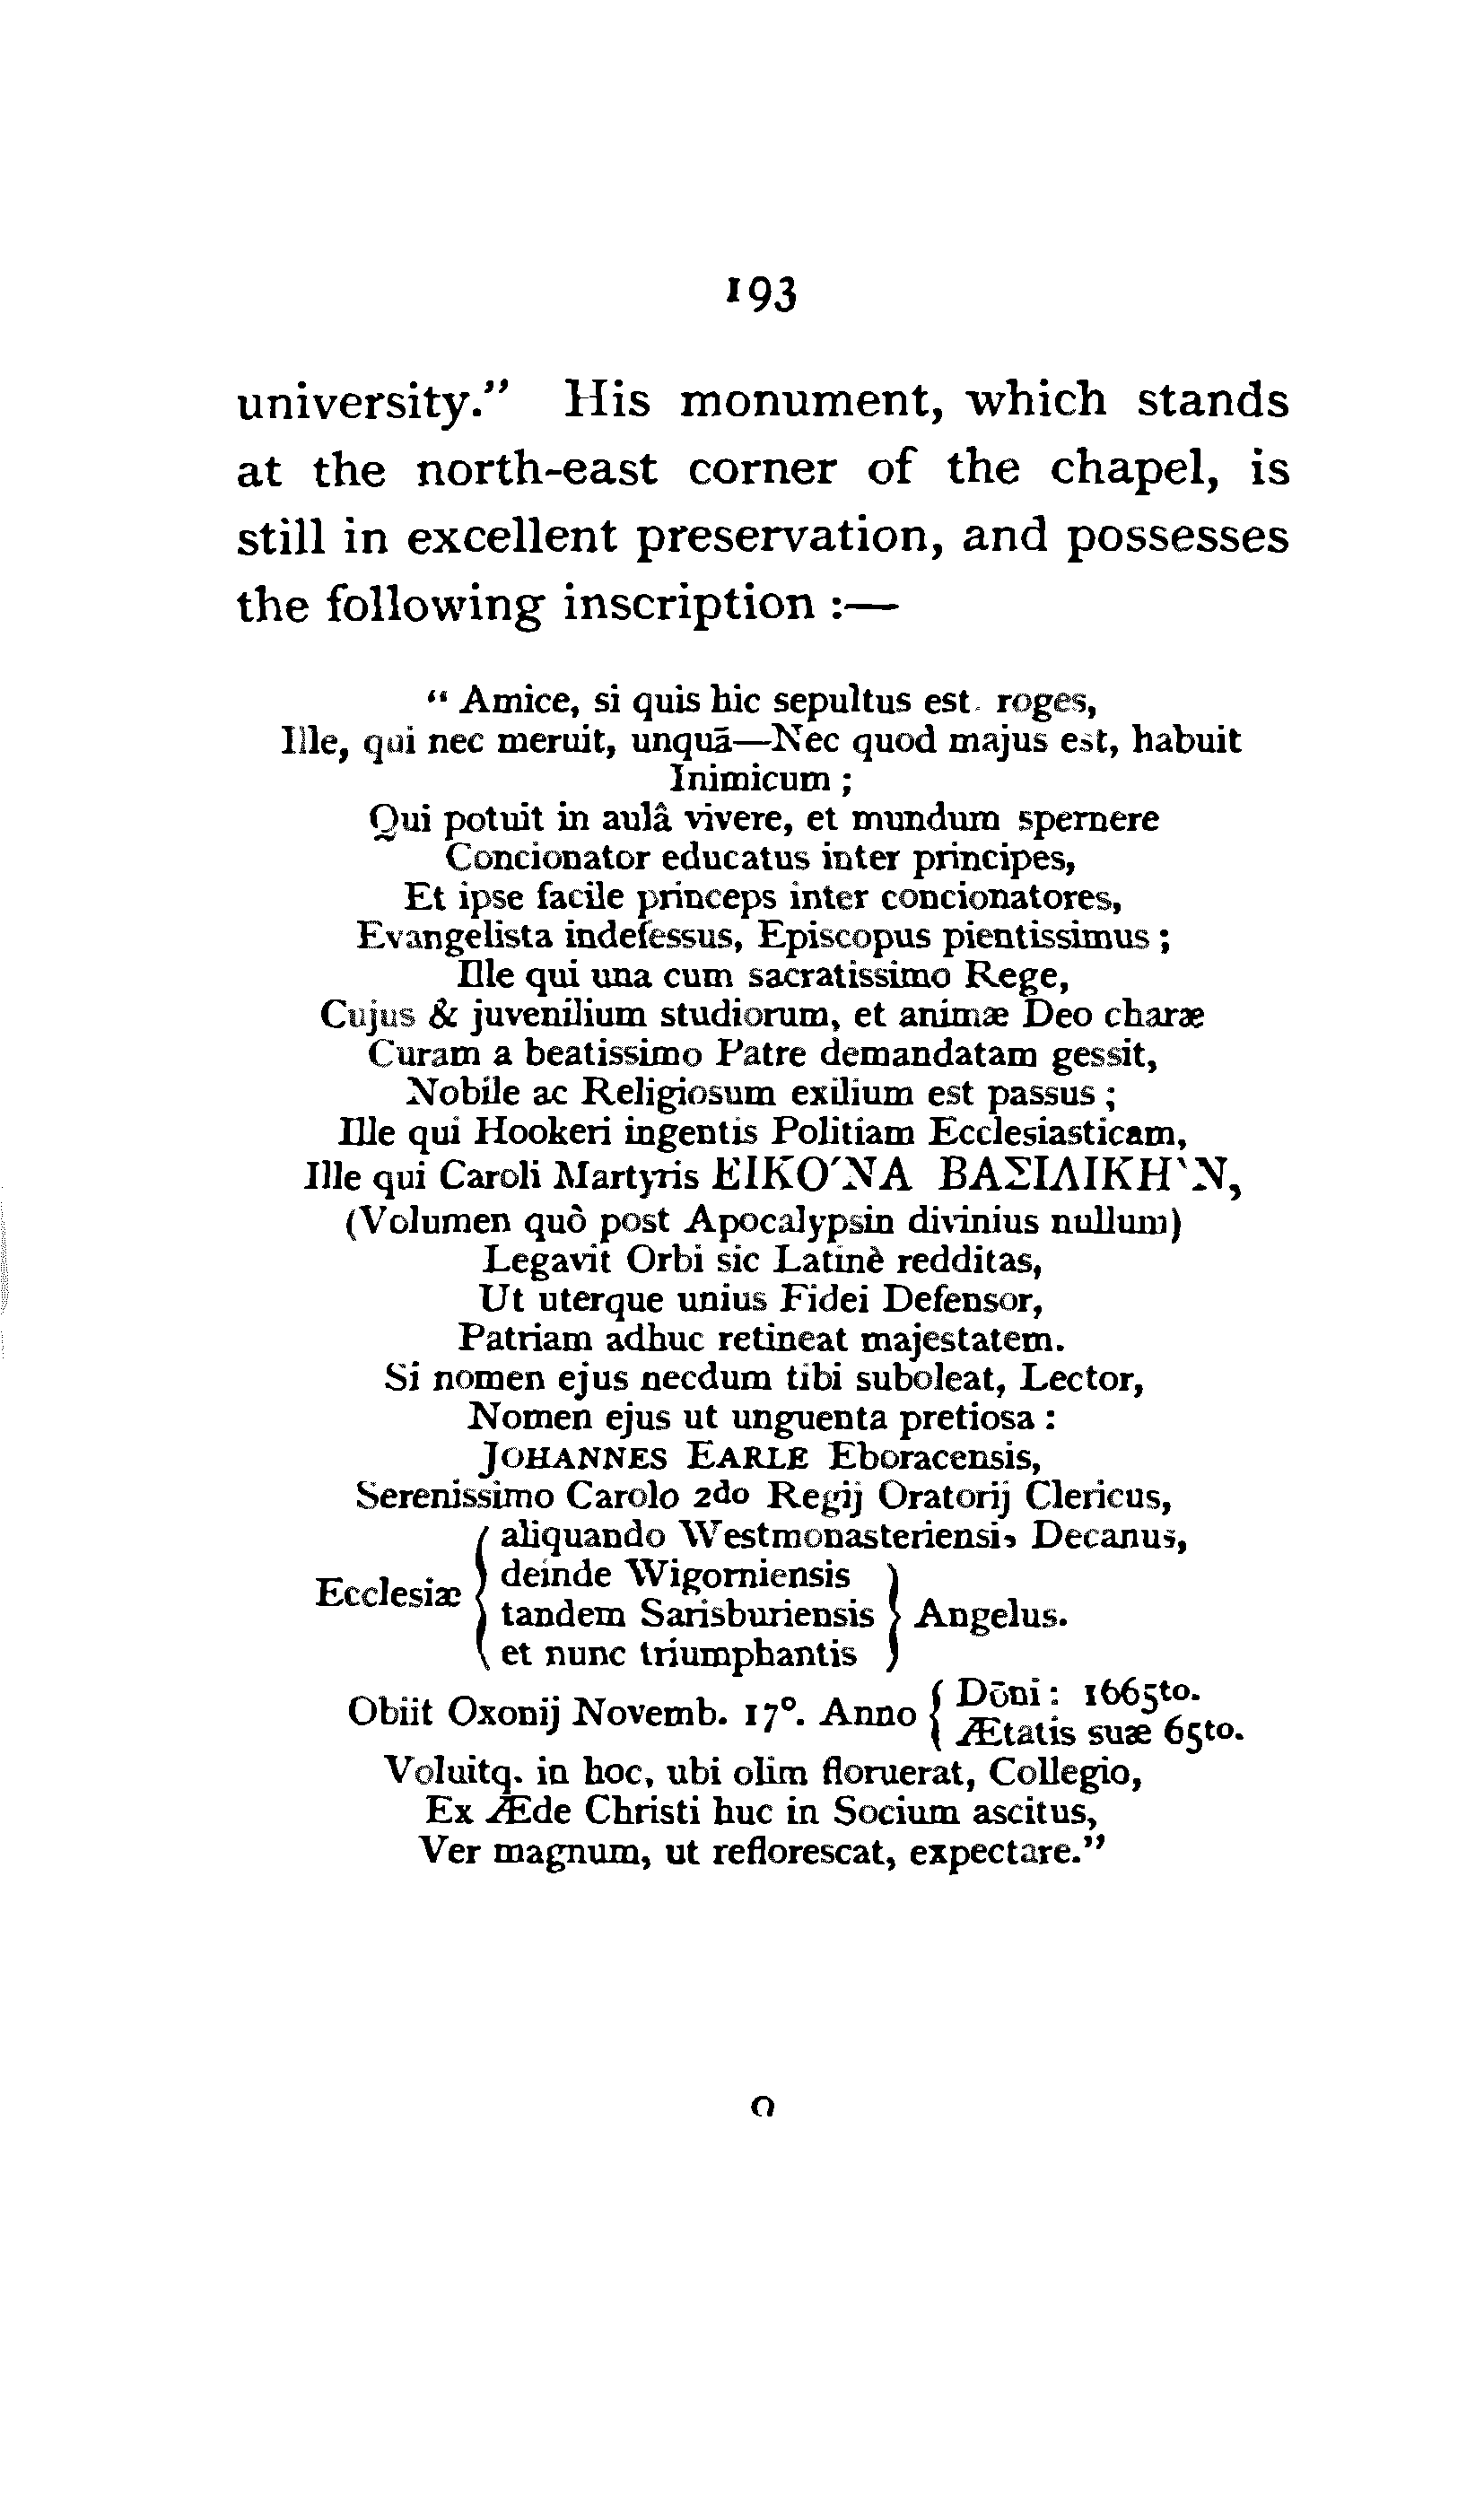 193
university.” His monument, which stands
at the north-east corner of the chapel, is
still in excellent preservation, and possesses
the following inscription :—
“ Amice, si quis hic sepultus est roges,
Ille, qui nec meruit, unquā—Nec quod majus est, habuit
Inimicum ;
Qui potuit in aulâ vivere, et mundum spernere
Concionator educatus inter principes,
Et ipse facile princeps inter concionatores,
Evangelista indefessus, Episcopus pientissimus ;
Ille qui una cum sacratissimo Rege,
Cujus & juvenilium studiorum, et animæ Deo charæ
Curam a beatissimo Patre demandatam gessit,
Nobile ac Religiosum exilium est passus ;
Ille qui Hookeri ingentis Politiam Ecclesiasticam,
Ille qui Caroli Martyris ΕΙΚΟ'ΝΑ ΒΑΣΙΛΙΚΗ`Ν,
(Volumen quò post Apocalypsin divinius nullum)
Legavit Orbi sic Latinè redditas,
Ut uterque unius Fidei Defensor,
Patriam adhuc retineat majestatem.
Si nomen ejus necdum tibi suboleat, Lector,
Nomen ejus ut unguenta pretiosa :
JOHANNES EARLE Eboracensis,
Serenissimo Carolo 2do Regij Oratorij Clericus,
Ecclesiæ { aliquando Westmonasteriensis Decanus,
deinde Wigorniensis
tandem Sarisburiensis } Angelus.
et nunc triumphantis
Obiit Oxonij Novemb. 17°. Anno { Dōni : 1665to.
Ætatis suæ 65to.
Voluitq. in hoc, ubi olim floruerat, Collegio,
Ex Æde Christi huc in Socium ascitus,
Ver magnum, ut reflorescat, expectare.”
O